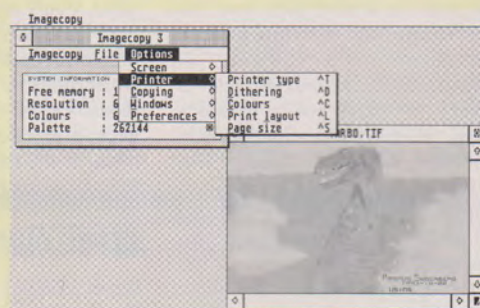 Imagecopy
Imagecopy 3
Imagecopy File Options
Screen
SYSTEM INFORMATION
Printer
Free memory : 1
Copying
Resolution : 6
Windows
Colours : 6
Preferences
Palette : 262144
Printer type ^T
Dithering ^D
Colours ^C
Print layout ^L
Page size ^S
RBO.TIF